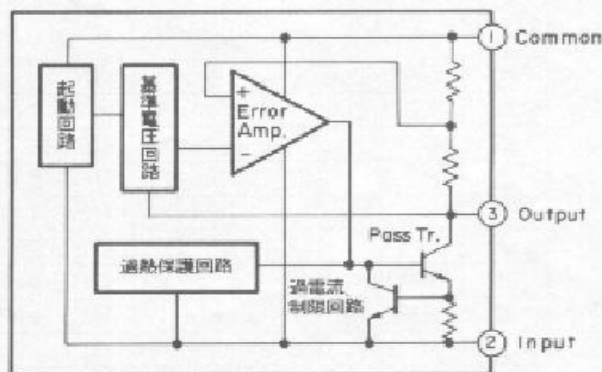 1 Common
起動回路
基準電圧回路
+
Error
Amp.
-
3 Output
Pass Tr.
過熱保護回路
過電流
制限回路
2 Input